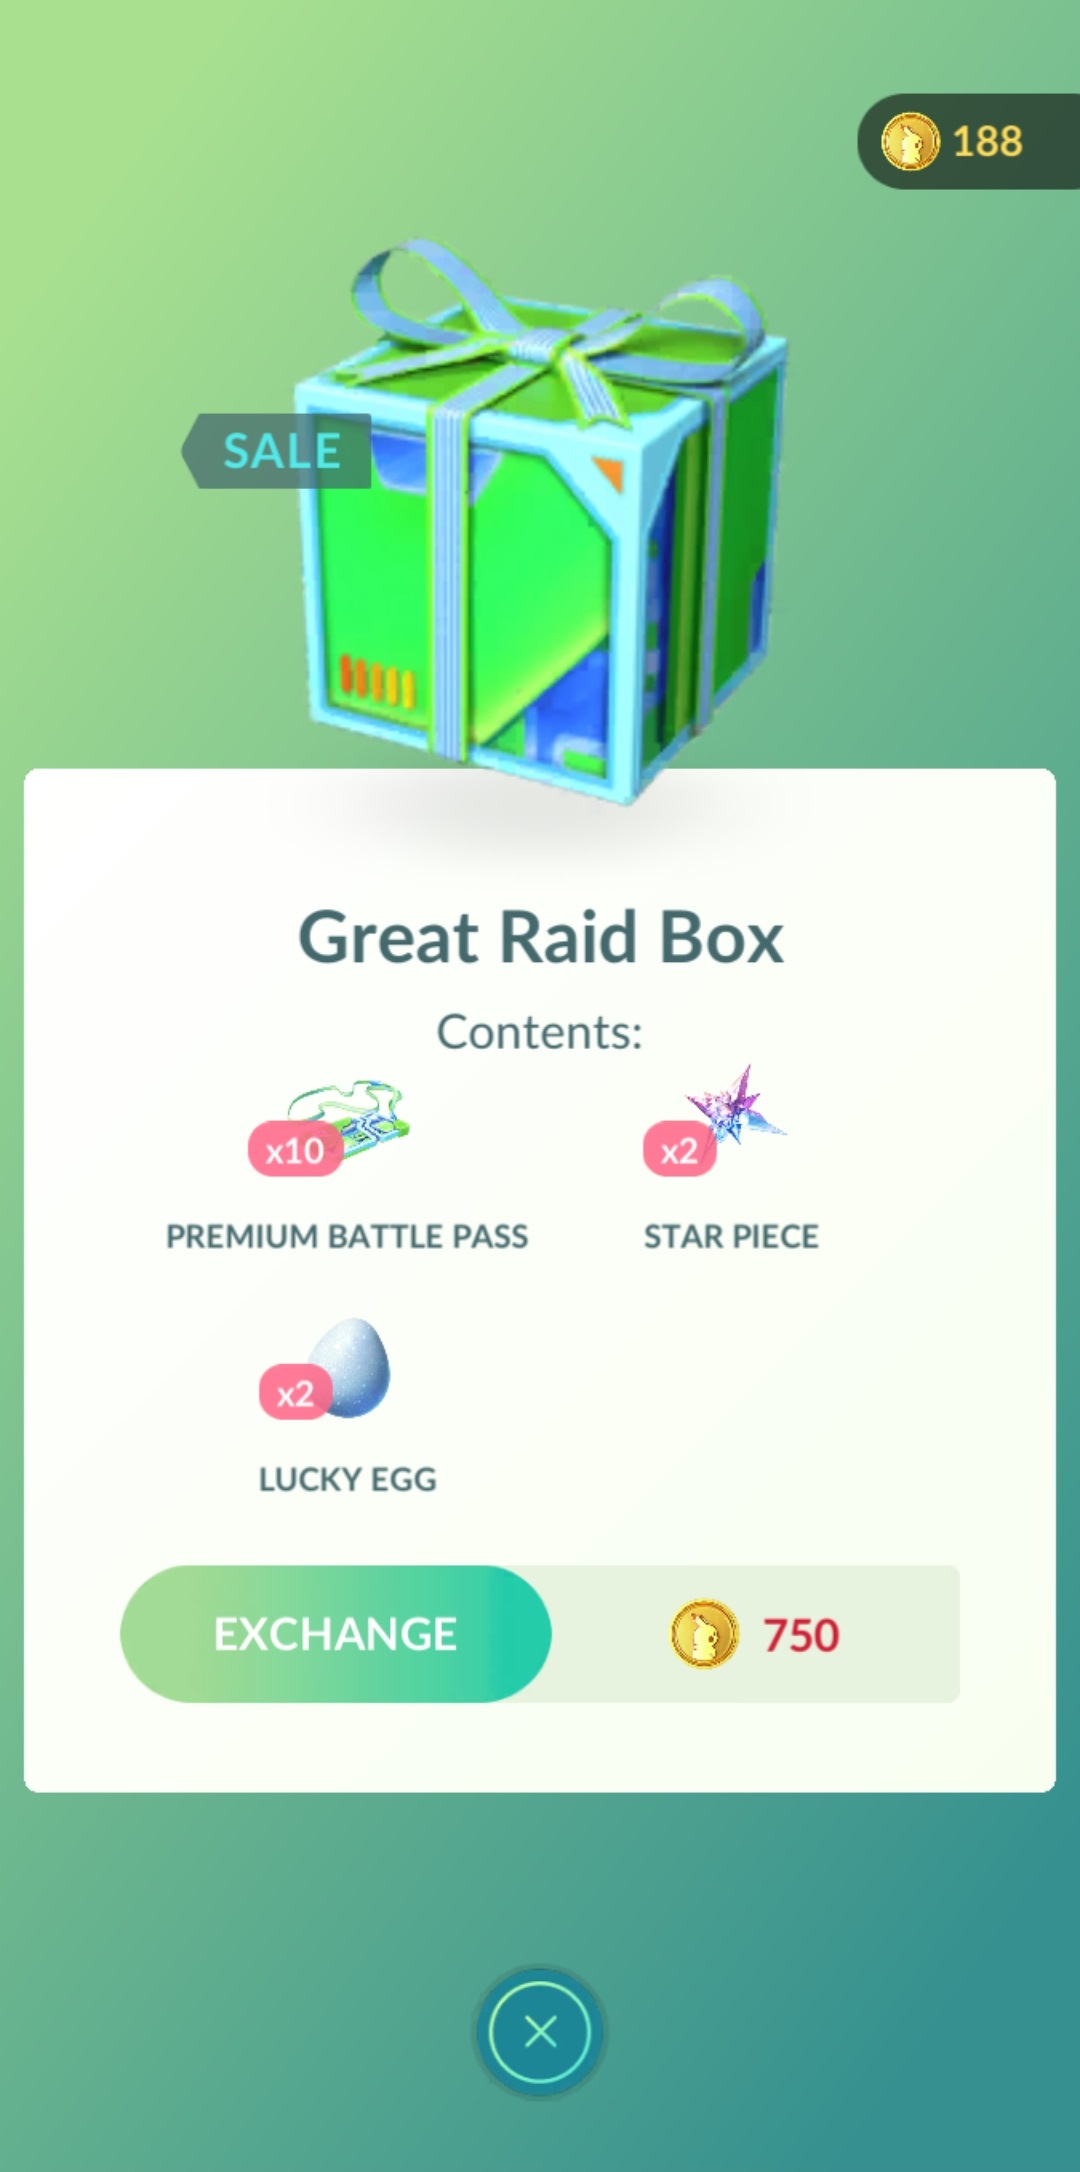 188
SALE
Great Raid Box
Contents:
x10
x2
PREMIUM BATTLE PASS
STAR PIECE
x2
LUCKY EGG
EXCHANGE
750